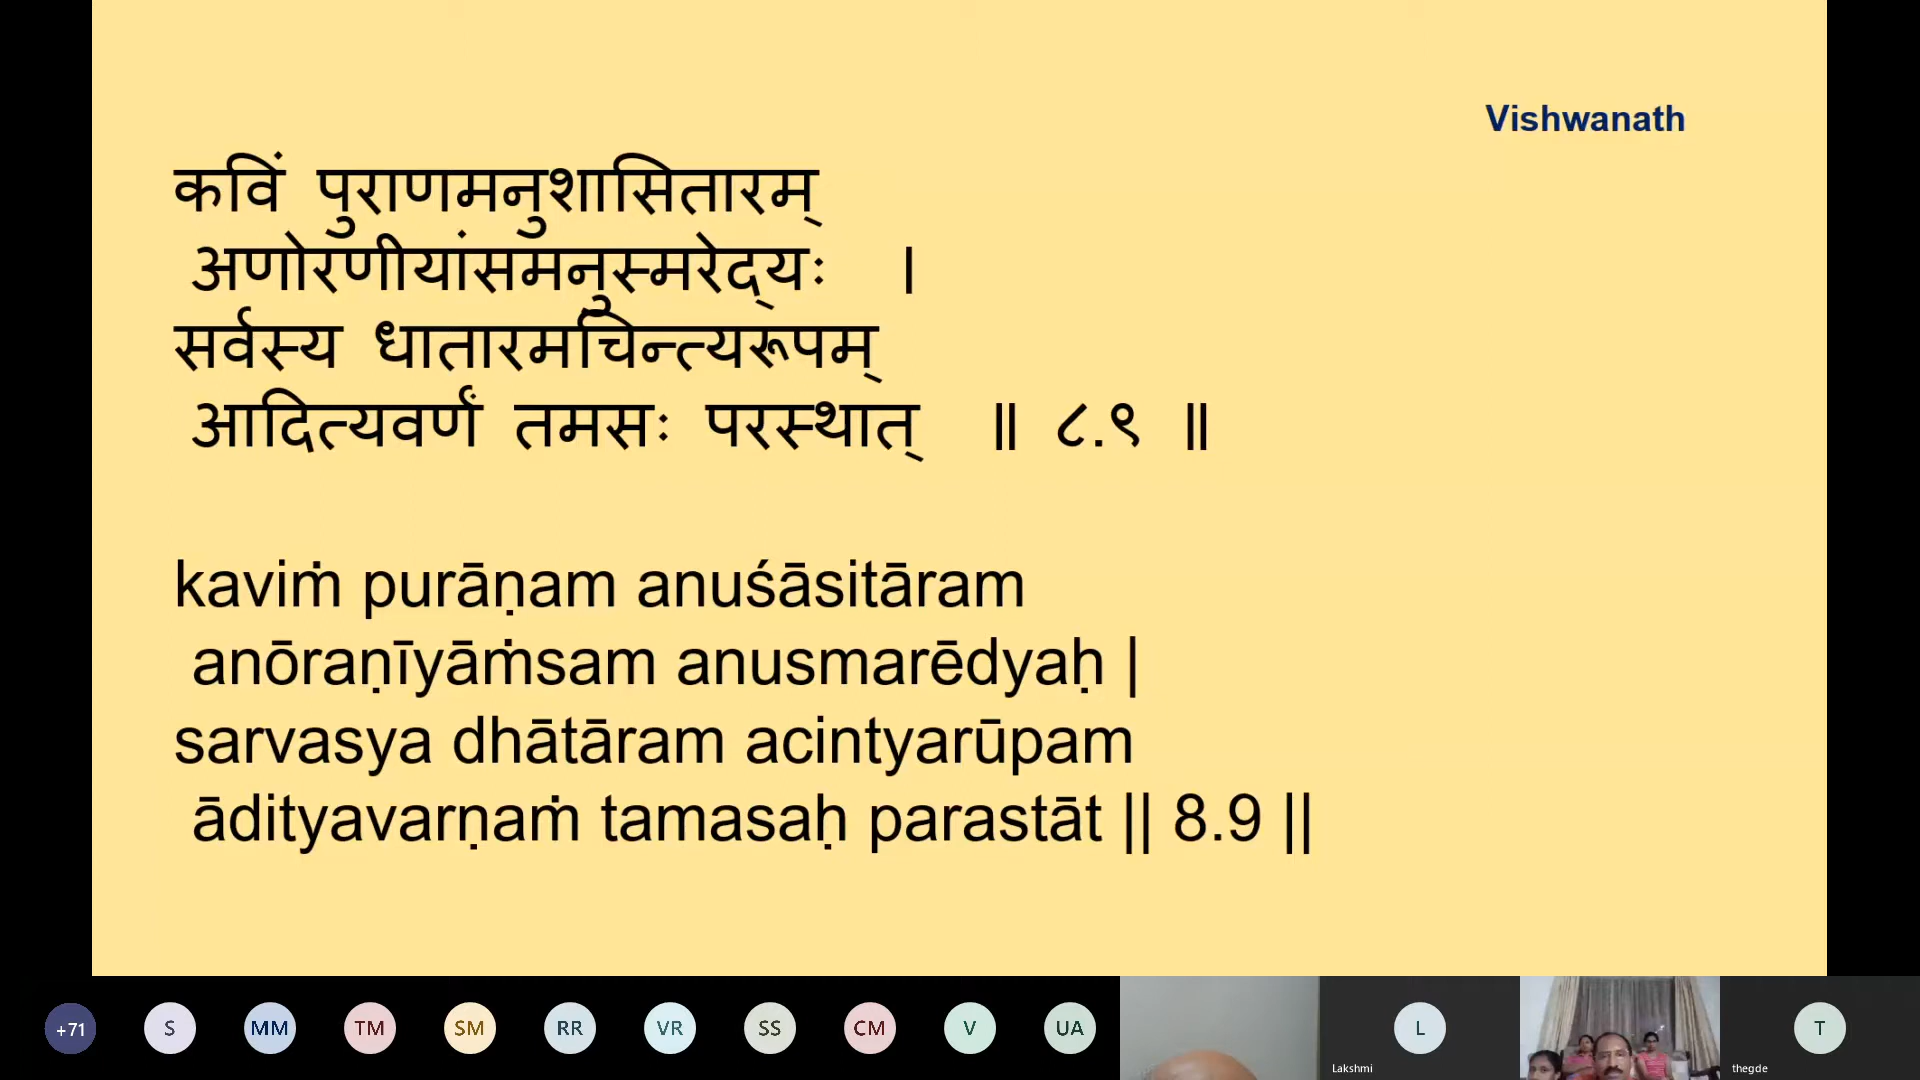 Vishwanath
कविं पुराणमनुशासितारम्
अणोरणीयांसमनुस्मरेद्यः ।
सर्वस्य धातारमचिन्त्यरूपम्
आदित्यवर्णं तमसः परस्थात् ॥ ८.९ ॥
kaviṁ purāṇam anuśāsitāram
anōraṇīyāṁsam anusmarēdyaḥ |
sarvasya dhātāram acintyarūpam
ādityavarṇaṁ tamasaḥ parastāt || 8.9 ||
+71 S MM TM SM RR VR SS CM V UA L T
Lakshmi thegde